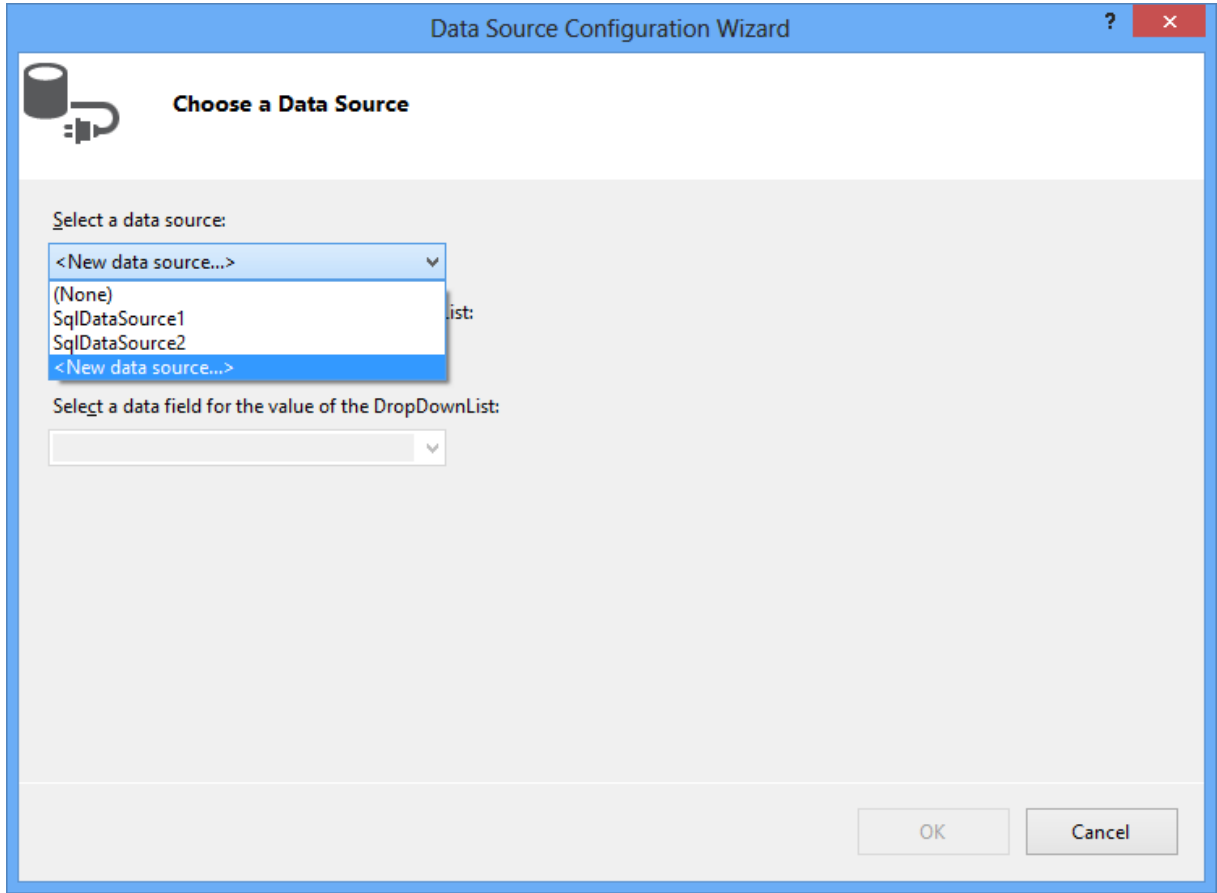 Data Source Configuration Wizard
?
Choose a Data Source
Select a data source:
<New data source...>
(None)
List:
SqlDataSource1
SqlDataSource2
<New data source...>
Select a data field for the value of the DropDownList:
OK
Cancel